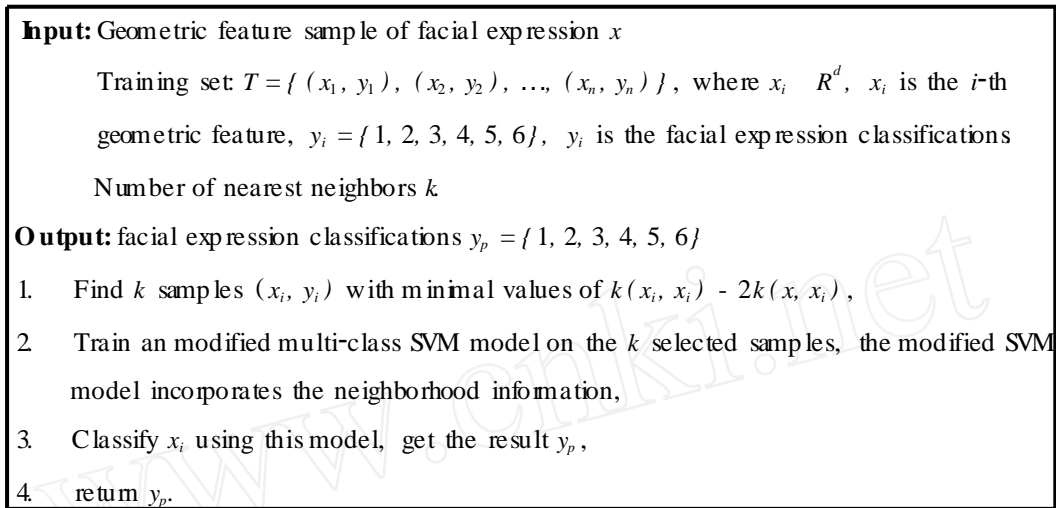 Input: Geometric feature sample of facial expression x
Training set: T = { (x1, y1), (x2, y2), …, (xn, yn) }, where xi R^d, xi is the i-th
geometric feature, yi = { 1, 2, 3, 4, 5, 6}, yi is the facial expression classifications
Number of nearest neighbors k
Output: facial expression classifications yp = { 1, 2, 3, 4, 5, 6}
1. Find k samples (xi, yi) with minimal values of k(xi, xi) - 2k(x, xi),
2. Train an modified multi-class SVM model on the k selected samples, the modified SVM
model incorporates the neighborhood information,
3. Classify xi using this model, get the result yp,
4. return yp.
www.cnki.net